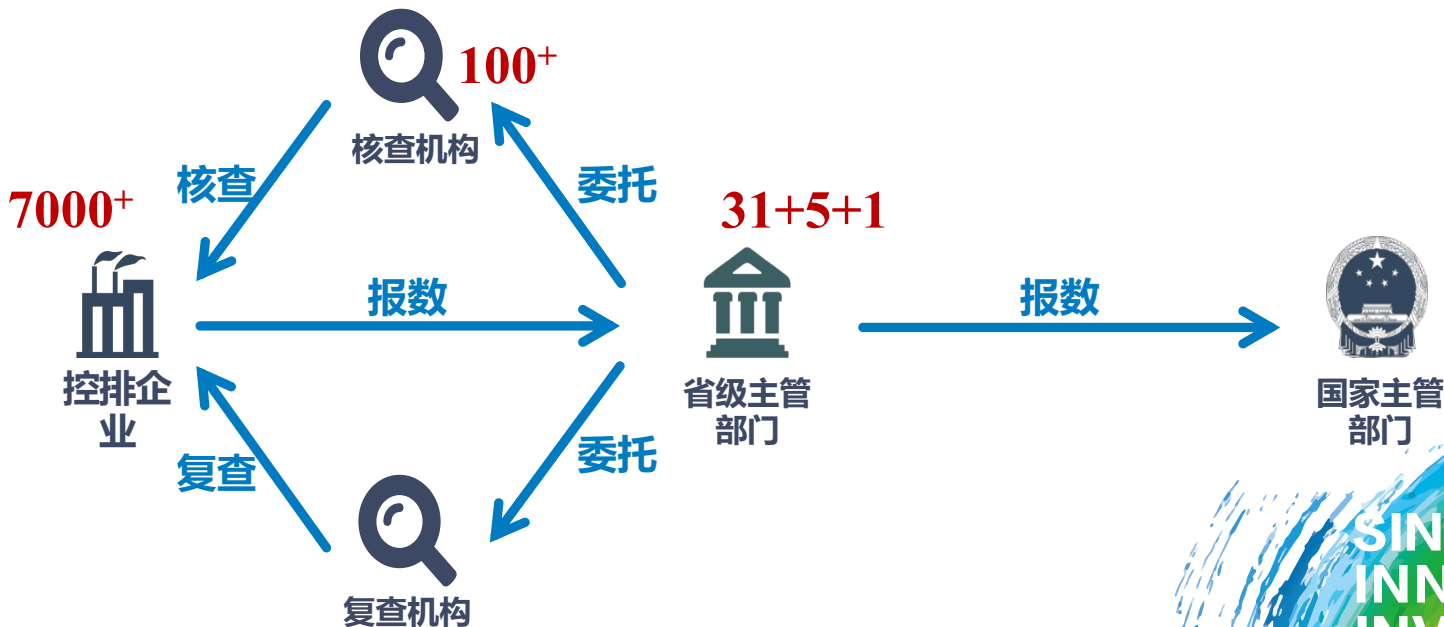 100+
核查机构
核查
委托
7000+
31+5+1
报数
报数
控排企
业
省级主管
部门
国家主管
部门
复查
委托
复查机构
SIN
INN